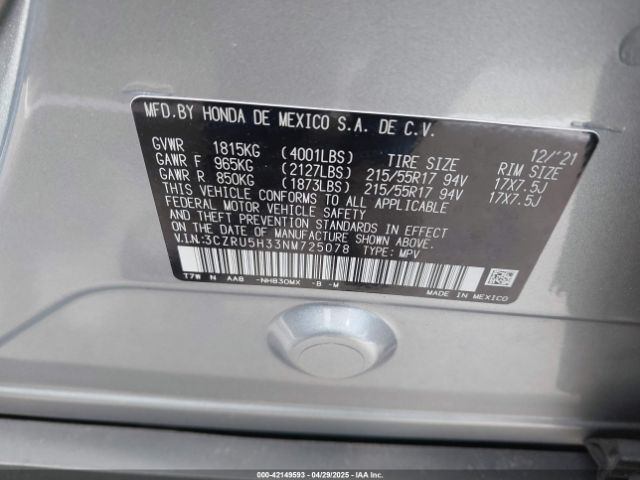 MFD.BY HONDA DE MEXICO S.A. DE C.V.
12/'21
GVWR 1815KG (4001LBS) TIRE SIZE RIM SIZE
GAWR F 965KG (2127LBS) 215/55R17 94V 17X7.5J
GAWR R 850KG (1873LBS) 215/55R17 94V 17X7.5J
THIS VEHICLE CONFORMS TO ALL APPLICABLE
FEDERAL MOTOR VEHICLE SAFETY
AND THEFT PREVENTION STANDARDS IN EFFECT
ON THE DATE OF MANUFACTURE SHOWN ABOVE.
V.I.N:3CZRU5H33NM725078 TYPE: MPV
T7W N AAB -NH830MX -B -M
MADE IN MEXICO
000-42149593 - 04/29/2025 - IAAI.COM